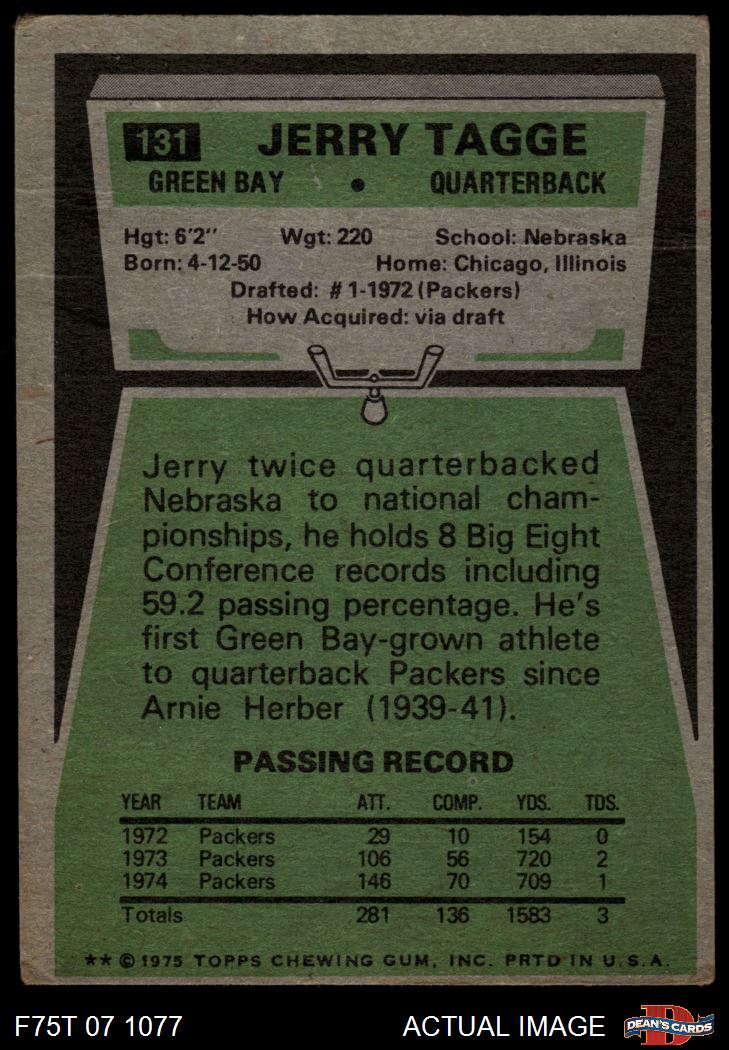 131 JERRY TAGGE
GREEN BAY • QUARTERBACK
Hgt: 6'2" Wgt: 220 School: Nebraska
Born: 4-12-50 Home: Chicago, Illinois
Drafted: #1-1972 (Packers)
How Acquired: via draft
Jerry twice quarterbacked
Nebraska to national cham-
pionships, he holds 8 Big Eight
Conference records including
59.2 passing percentage. He's
first Green Bay-grown athlete
to quarterback Packers since
Arnie Herber (1939-41).
PASSING RECORD
YEAR TEAM ATT. COMP. YDS. TDS.
1972 Packers 29 10 154 0
1973 Packers 106 56 720 2
1974 Packers 146 70 709 1
Totals 281 136 1583 3
** © 1975 TOPPS CHEWING GUM, INC. PRTD IN U.S.A.
F75T 07 1077 ACTUAL IMAGE DEAN'S CARDS